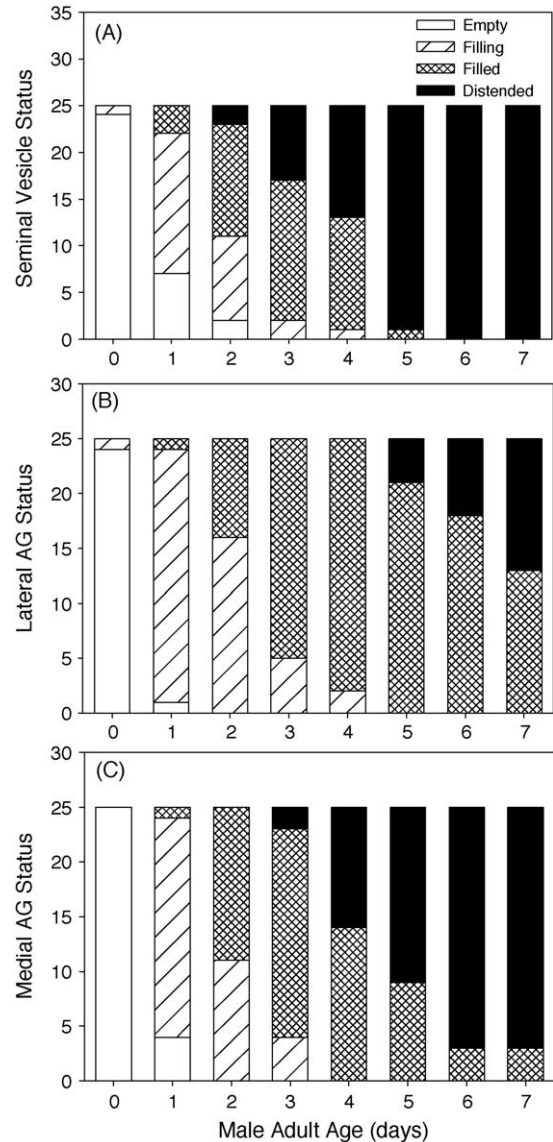 (A)
Empty
Filling
Filled
Distended
Seminal Vesicle Status
35
30
25
20
15
10
5
0
0 1 2 3 4 5 6 7
(B)
Lateral AG Status
30
25
20
15
10
5
0
0 1 2 3 4 5 6 7
(C)
Medial AG Status
30
25
20
15
10
5
0
0 1 2 3 4 5 6 7
Male Adult Age (days)